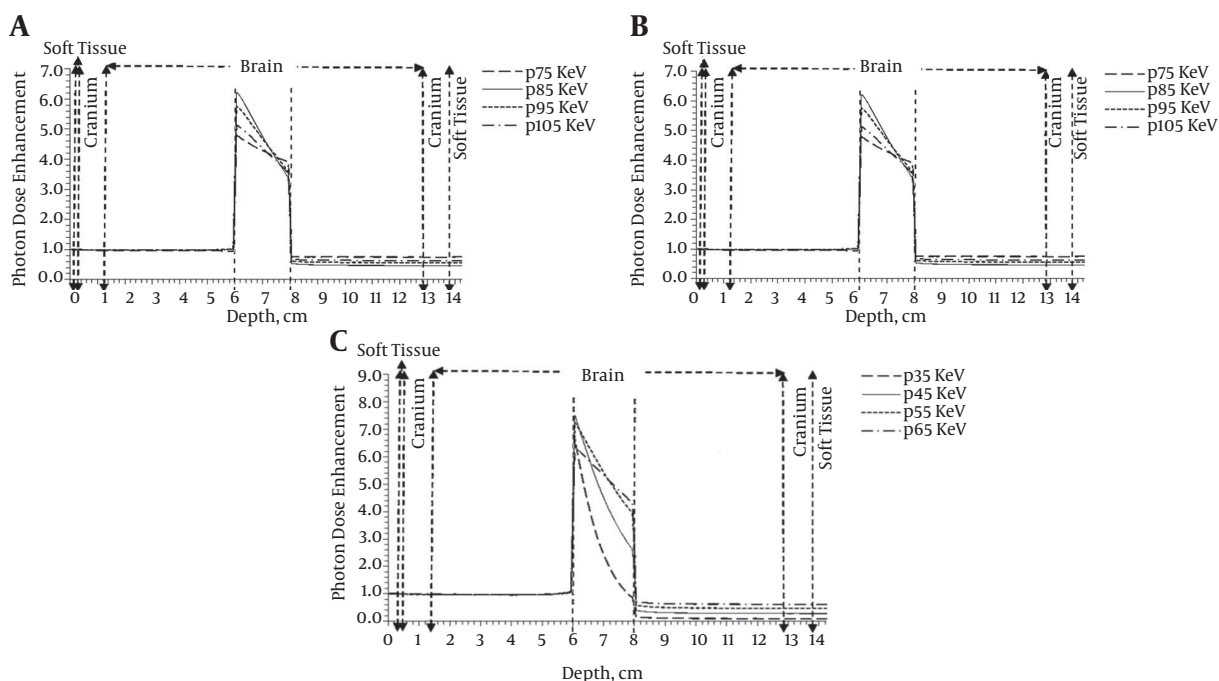 A
Soft Tissue
Photon Dose Enhancement
7.0
6.0
5.0
4.0
3.0
2.0
1.0
0.0
Cranium
Brain
Cranium
Soft Tissue
p75 KeV
p85 KeV
p95 KeV
p105 KeV
0 1 2 3 4 5 6 7 8 9 10 11 12 13 14
Depth, cm
B
Soft Tissue
Photon Dose Enhancement
7.0
6.0
5.0
4.0
3.0
2.0
1.0
0.0
Cranium
Brain
Cranium
Soft Tissue
p75 KeV
p85 KeV
p95 KeV
p105 KeV
0 1 2 3 4 5 6 7 8 9 10 11 12 13 14
Depth, cm
C
Soft Tissue
Photon Dose Enhancement
9.0
8.0
7.0
6.0
5.0
4.0
3.0
2.0
1.0
0.0
Cranium
Brain
Cranium
Soft Tissue
p35 KeV
p45 KeV
p55 KeV
p65 KeV
0 1 2 3 4 5 6 7 8 9 10 11 12 13 14
Depth, cm